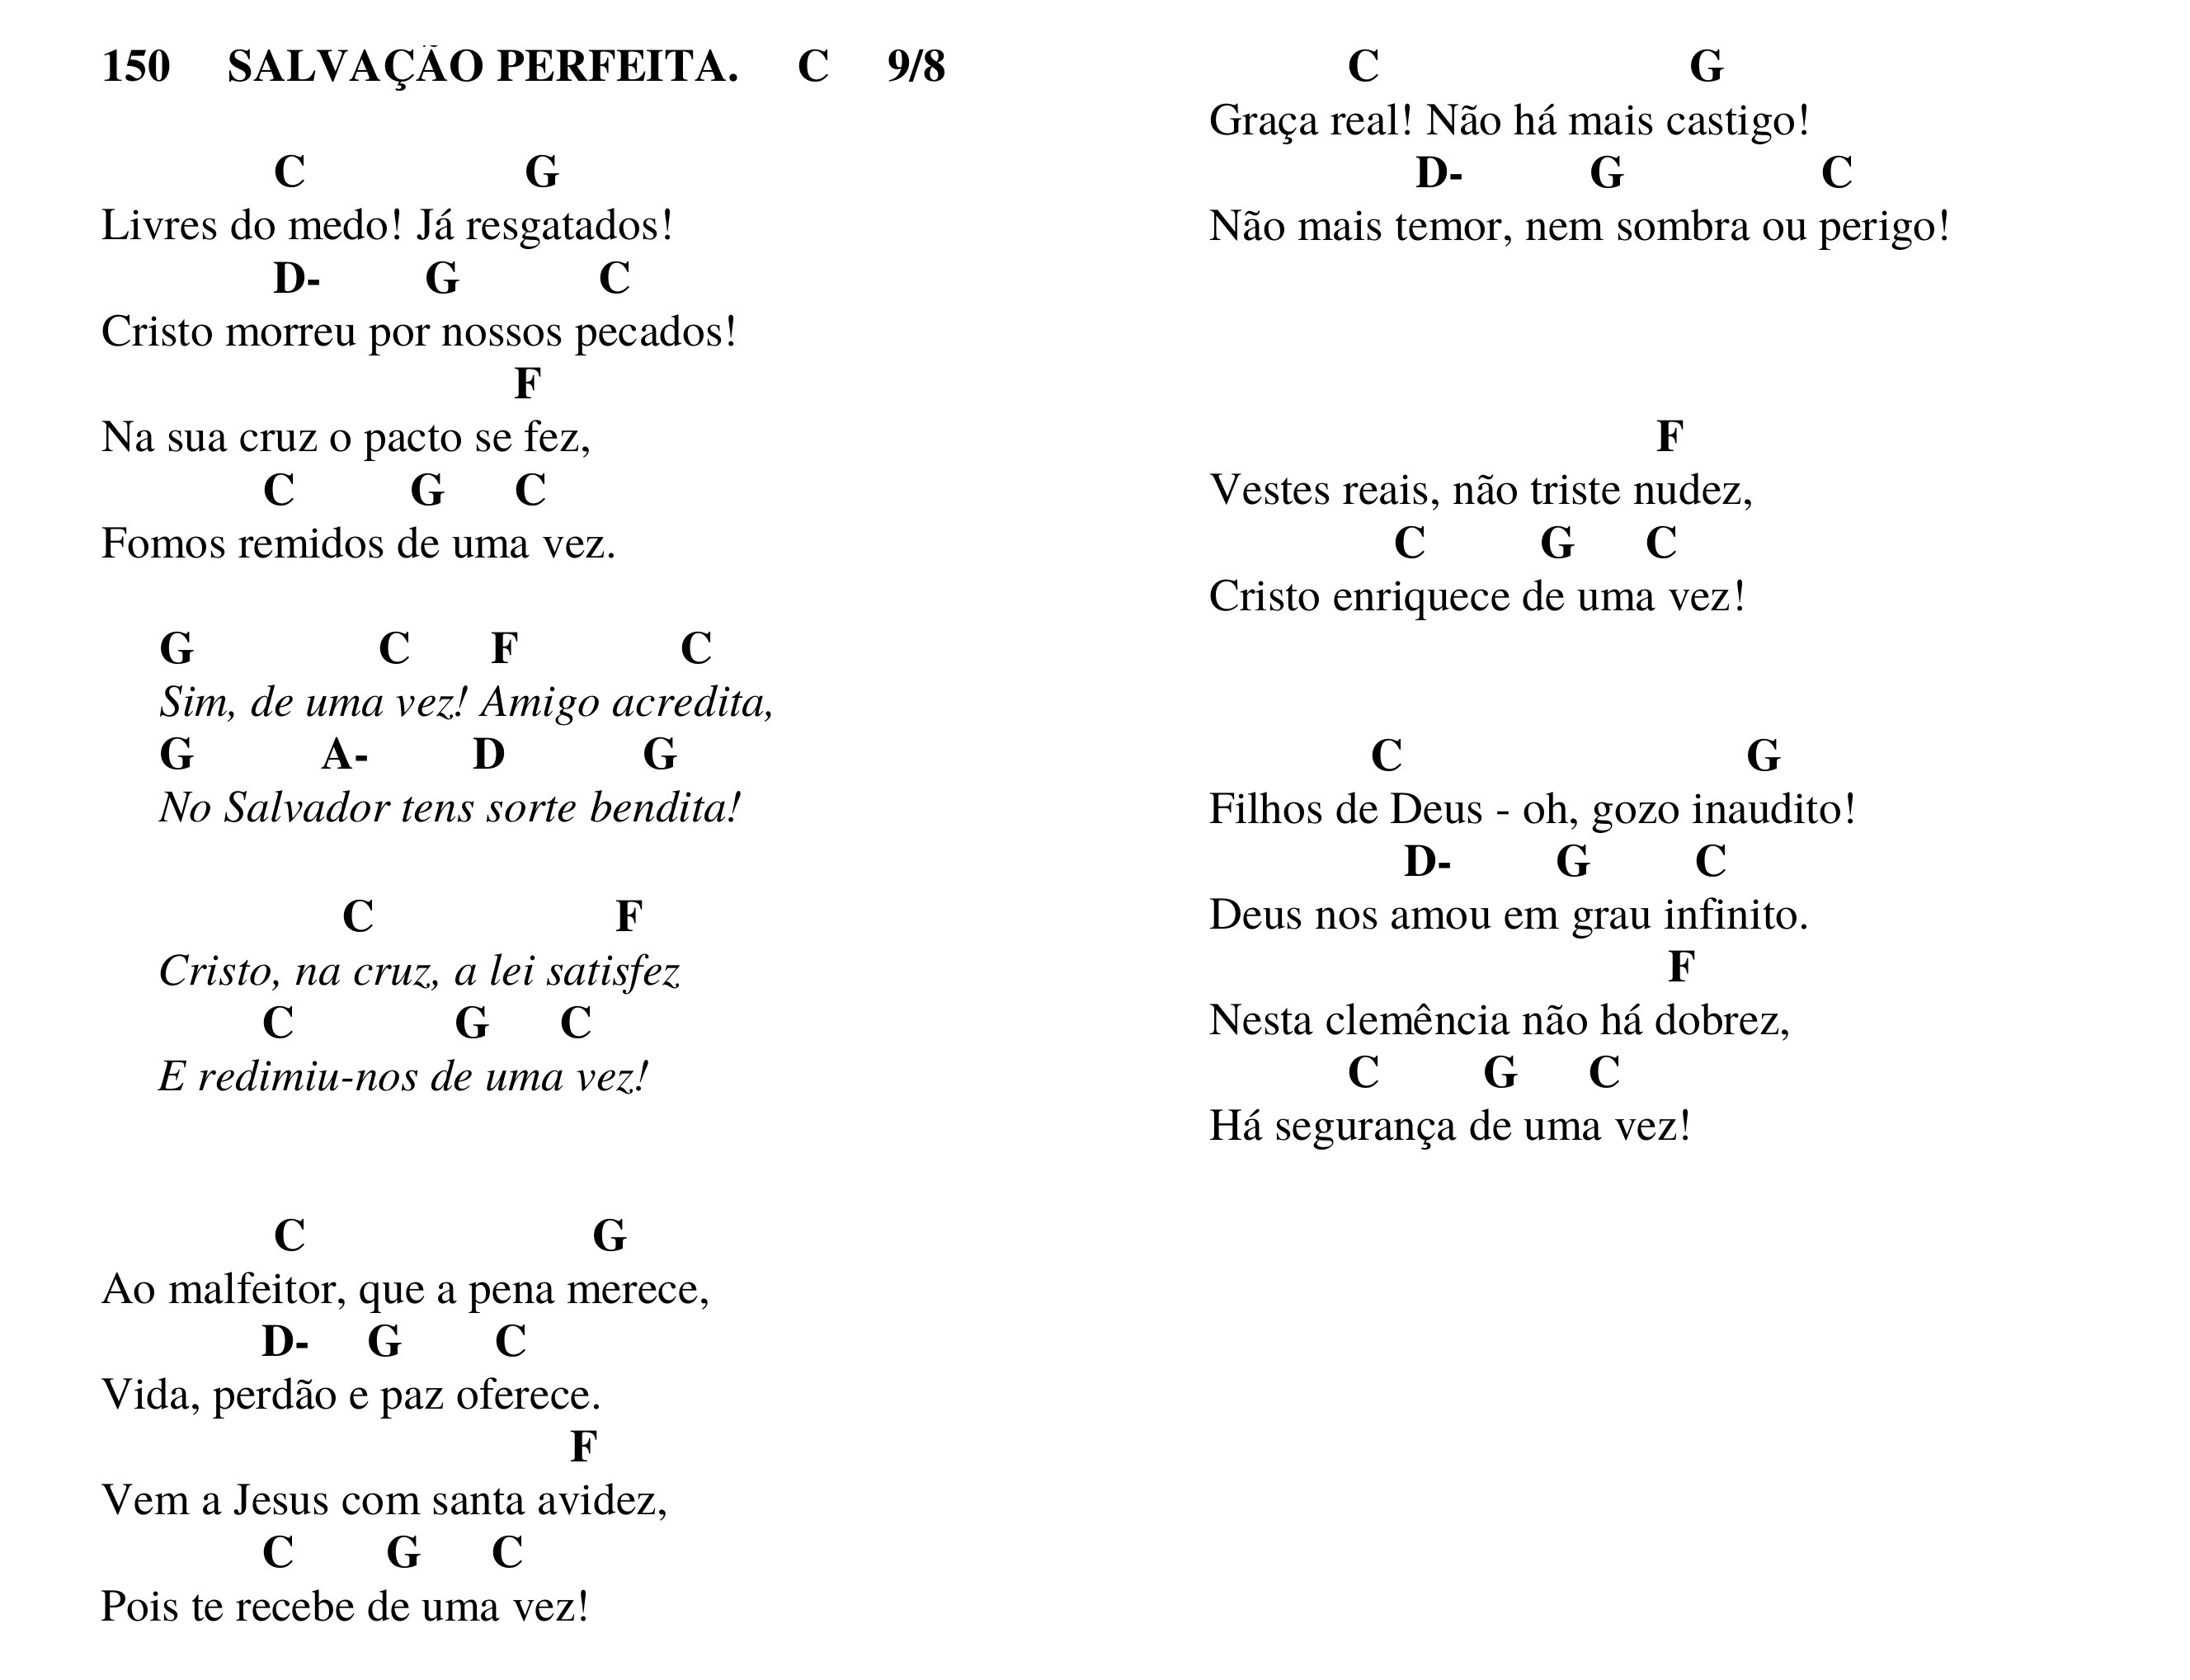 150 SALVAÇÃO PERFEITA. C 9/8
C G
Livres do medo! Já resgatados!
D- G C
Cristo morreu por nossos pecados!
F
Na sua cruz o pacto se fez,
C G C
Fomos remidos de uma vez.
G C F C
Sim, de uma vez! Amigo acredita,
G A- D G
No Salvador tens sorte bendita!
C F
Cristo, na cruz, a lei satisfez
C G C
E redimiu-nos de uma vez!
C G
Ao malfeitor, que a pena merece,
D- G C
Vida, perdão e paz oferece.
F
Vem a Jesus com santa avidez,
C G C
Pois te recebe de uma vez!
C G
Graça real! Não há mais castigo!
D- G C
Não mais temor, nem sombra ou perigo!
F
Vestes reais, não triste nudez,
C G C
Cristo enriquece de uma vez!
C G
Filhos de Deus - oh, gozo inaudito!
D- G C
Deus nos amou em grau infinito.
F
Nesta clemência não há dobrez,
C G C
Há segurança de uma vez!